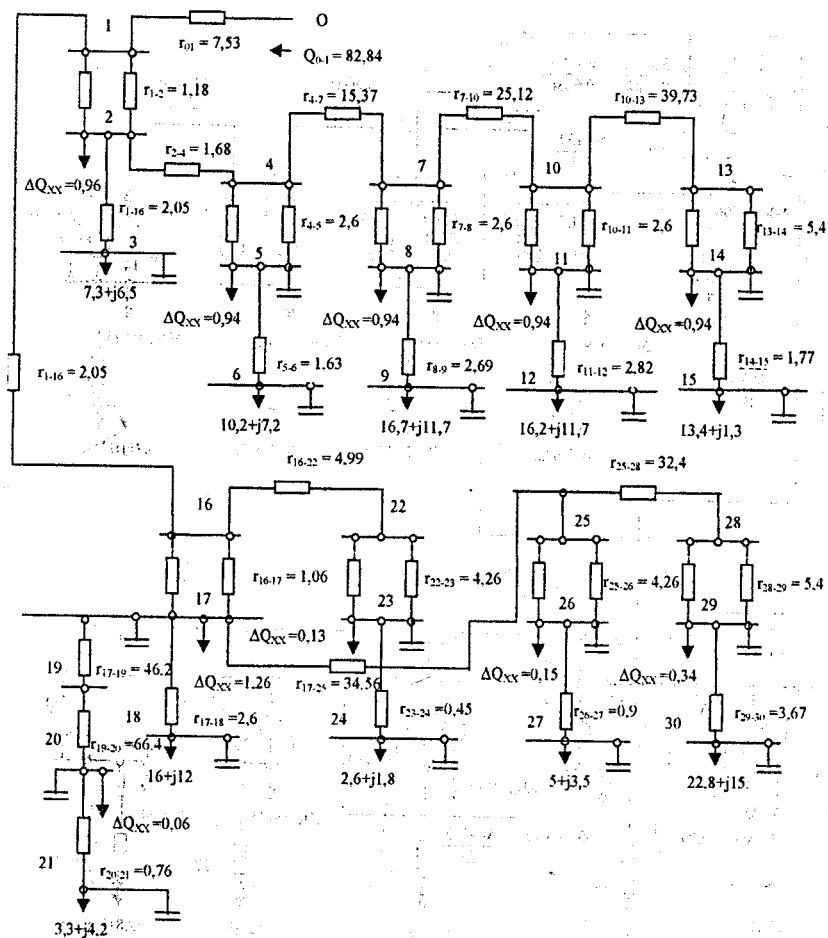 1
O
r01 = 7,53
Q0-1 = 82,84
r1-2 = 1,18
2
r4-7 = 15,37
r7-10 = 25,12
r10-13 = 39,73
r2-4 = 1,68
4
7
10
13
ΔQXX=0,96
r1-16 = 2,05
r4-5 = 2,6
r7-8 = 2,6
r10-11 = 2,6
r13-14 = 5,4
3
5
8
11
14
7,3+j6,5
ΔQXX=0,94
ΔQXX=0,94
ΔQXX=0,94
ΔQXX=0,94
r1-16 = 2,05
r5-6 = 1,63
r8-9 = 2,69
r11-12 = 2,82
r14-15 = 1,77
6
9
12
15
10,2+j7,2
16,7+j11,7
16,2+j11,7
13,4+j1,3
r16-22 = 4,99
r25-28 = 32,4
16
22
25
28
r16-17 = 1,06
r22-23 = 4,26
r25-26 = 4,26
r28-29 = 5,4
17
23
26
29
ΔQXX=0,13
19
r17-19 = 46,2
ΔQXX=1,26
r17-25 = 34,56
ΔQXX=0,15
ΔQXX=0,34
18
r17-18 = 2,6
24
r23-24 = 0,45
27
r26-27 = 0,9
30
r29-30 = 3,67
20
r19-20 = 66,4
16+j12
2,6+j1,8
5+j3,5
22,8+j15.
ΔQXX=0,06
21
r20-21 = 0,76
3,3+j4,2